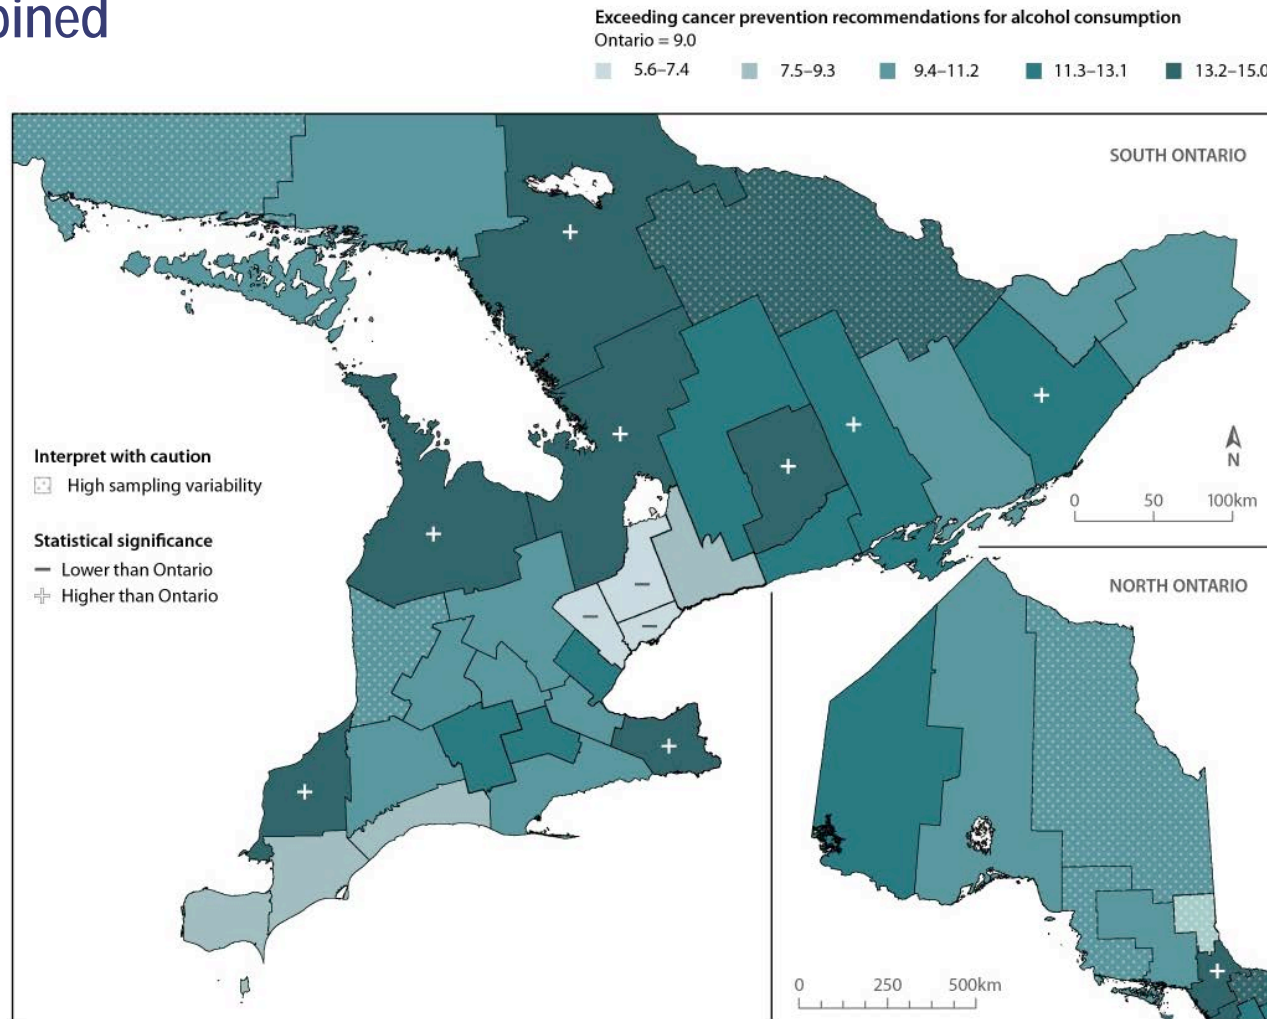 Exceeding cancer prevention recommendations for alcohol consumption
Ontario = 9.0
5.6–7.4 7.5–9.3 9.4–11.2 11.3–13.1 13.2–15.0
SOUTH ONTARIO
Interpret with caution
High sampling variability
Statistical significance
Lower than Ontario
Higher than Ontario
N
0 50 100km
NORTH ONTARIO
0 250 500km